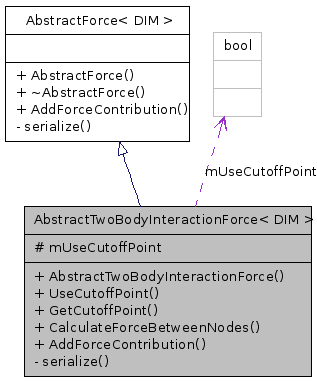 AbstractForce< DIM >
+ AbstractForce()
+ ~AbstractForce()
+ AddForceContribution()
- serialize()
bool
mUseCutoffPoint
AbstractTwoBodyInteractionForce< DIM >
# mUseCutoffPoint
+ AbstractTwoBodyInteractionForce()
+ UseCutoffPoint()
+ GetCutoffPoint()
+ CalculateForceBetweenNodes()
+ AddForceContribution()
- serialize()